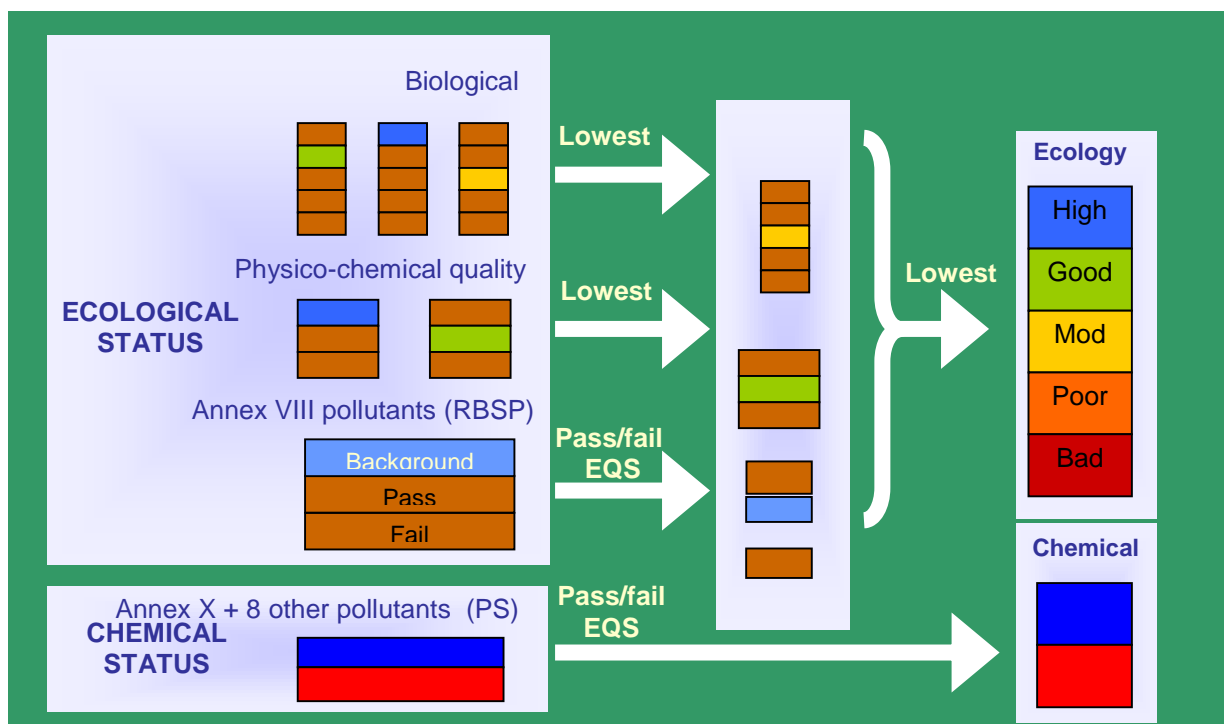 Biological
Lowest
Physico-chemical quality
Lowest
ECOLOGICAL
STATUS
Annex VIII pollutants (RBSP)
Background
Pass
Fail
Pass/fail
EQS
Lowest
Ecology
High
Good
Mod
Poor
Bad
Annex X + 8 other pollutants (PS)
CHEMICAL
STATUS
Pass/fail
EQS
Chemical